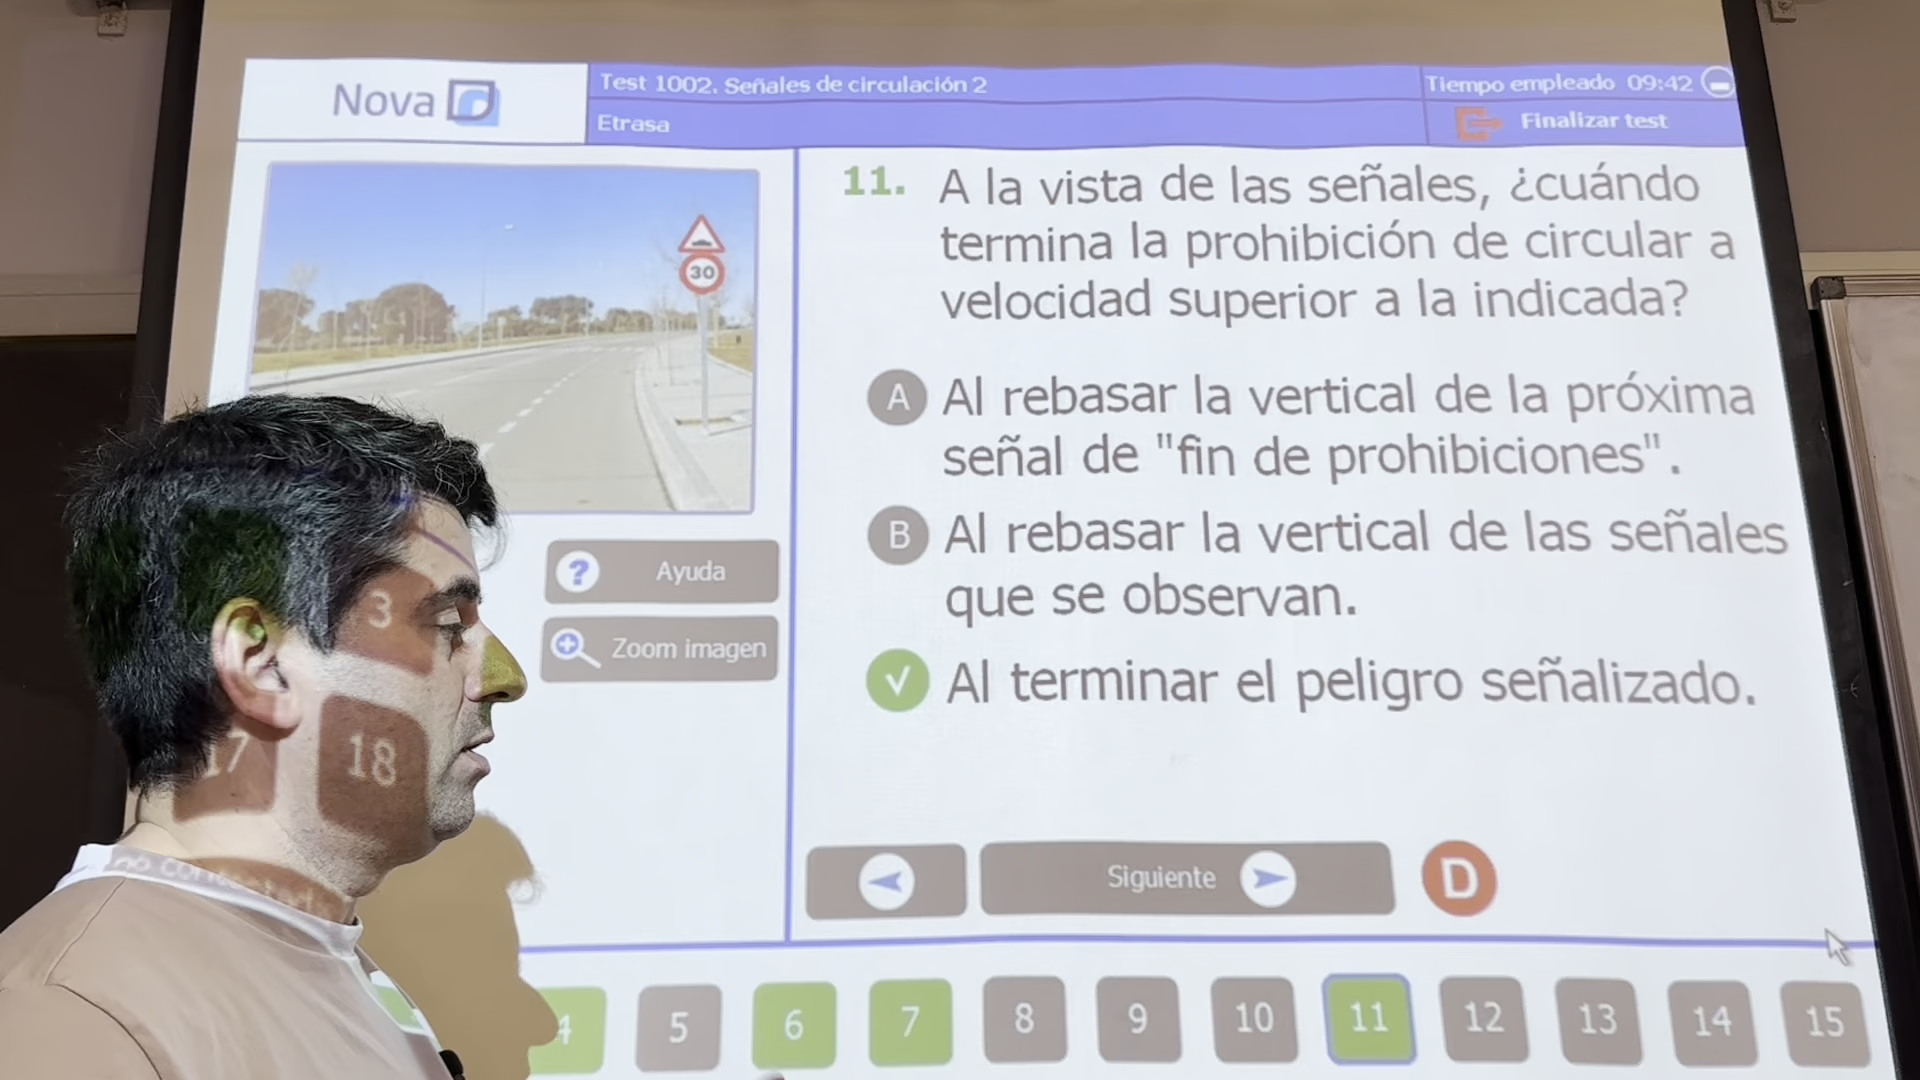 Nova
Test 1002. Señales de circulación 2
Tiempo empleado 09:42
Etrasa
Finalizar test
30
11. A la vista de las señales, ¿cuándo
termina la prohibición de circular a
velocidad superior a la indicada?
A Al rebasar la vertical de la próxima
señal de "fin de prohibiciones".
B Al rebasar la vertical de las señales
que se observan.
Al terminar el peligro señalizado.
? Ayuda
Zoom imagen
3
17
18
Siguiente
D
4 5 6 7 8 9 10 11 12 13 14 15